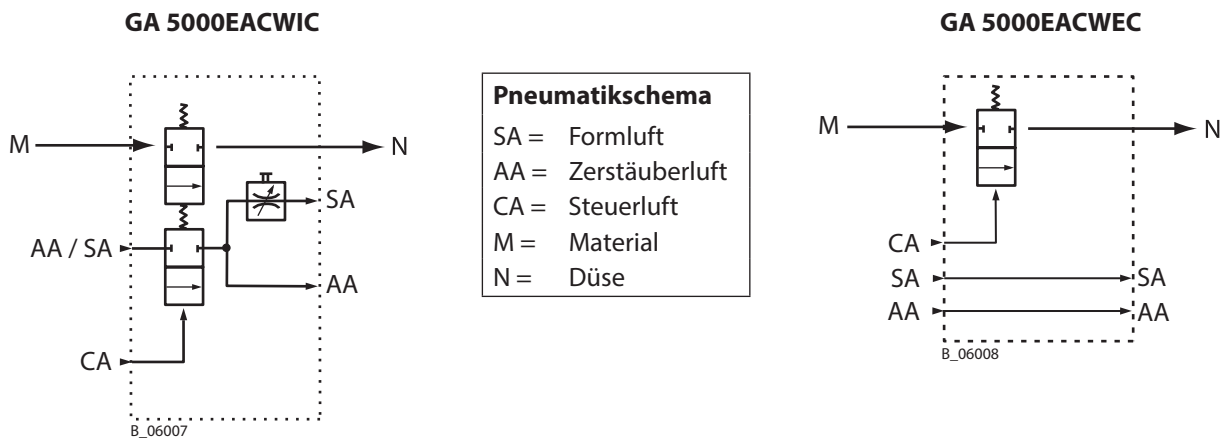 GA 5000EACWIC
M
N
SA
AA / SA
AA
CA
B_06007
Pneumatikschema
SA = Formluft
AA = Zerstäuberluft
CA = Steuerluft
M = Material
N = Düse
GA 5000EACWEC
M
N
CA
SA SA
AA AA
B_06008